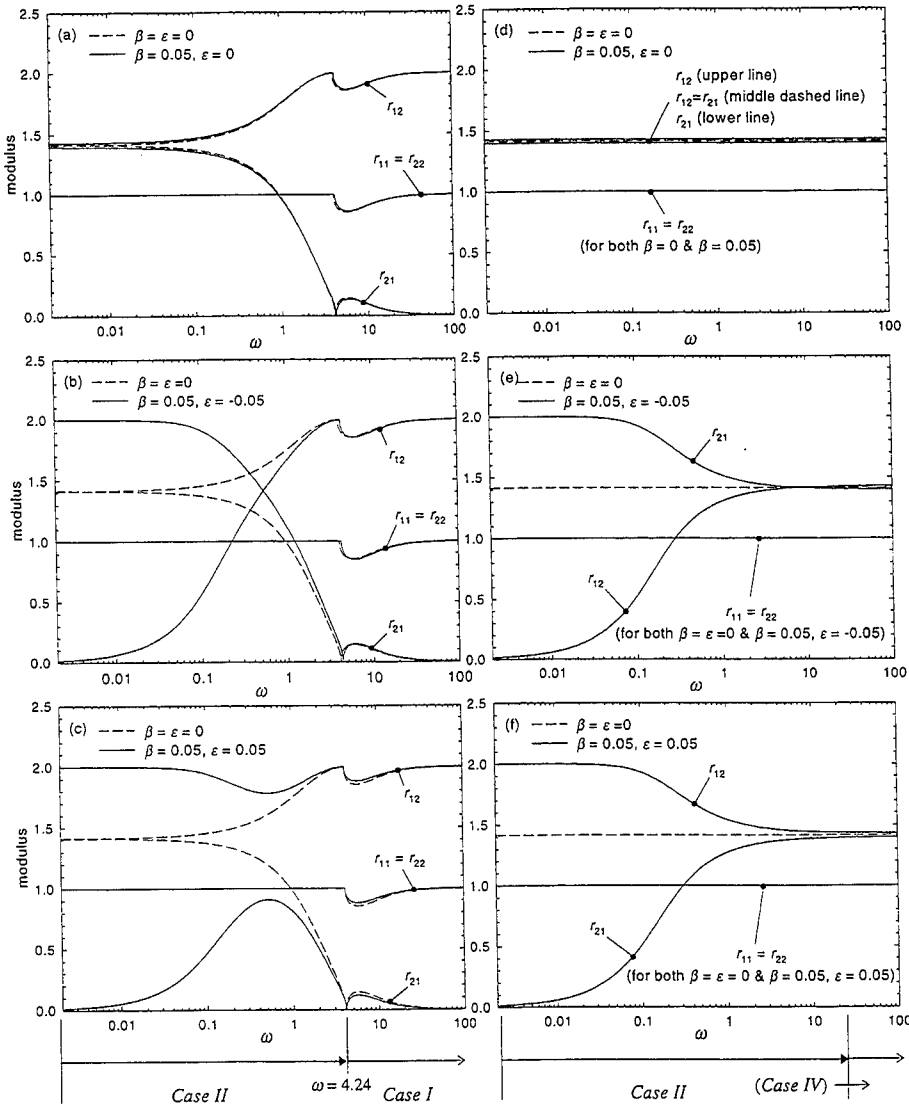 (a)
β = ε = 0
β = 0.05, ε = 0
2.5
2.0
1.5
1.0
0.5
0.0
modulus
r12
r11 = r22
r21
0.01
0.1
1
10
100
ω
(d)
β = ε = 0
β = 0.05, ε = 0
r12 (upper line)
r12=r21 (middle dashed line)
r21 (lower line)
r11 = r22
(for both β = 0 & β = 0.05)
2.5
2.0
1.5
1.0
0.5
0.0
0.01
0.1
1
10
100
ω
(b)
β = ε = 0
β = 0.05, ε = -0.05
2.5
2.0
1.5
1.0
0.5
0.0
modulus
r12
r11 = r22
r21
0.01
0.1
1
10
100
ω
(e)
β = ε = 0
β = 0.05, ε = -0.05
r21
r12
r11 = r22
(for both β = ε = 0 & β = 0.05, ε = -0.05)
2.5
2.0
1.5
1.0
0.5
0.0
0.01
0.1
1
10
100
ω
(c)
β = ε = 0
β = 0.05, ε = 0.05
2.5
2.0
1.5
1.0
0.5
0.0
modulus
r12
r11 = r22
r21
0.01
0.1
1
10
100
ω
(f)
β = ε = 0
β = 0.05, ε = 0.05
r12
r21
r11 = r22
(for both β = ε = 0 & β = 0.05, ε = 0.05)
2.5
2.0
1.5
1.0
0.5
0.0
0.01
0.1
1
10
100
ω
Case II
ω = 4.24
Case I
Case II
(Case IV)